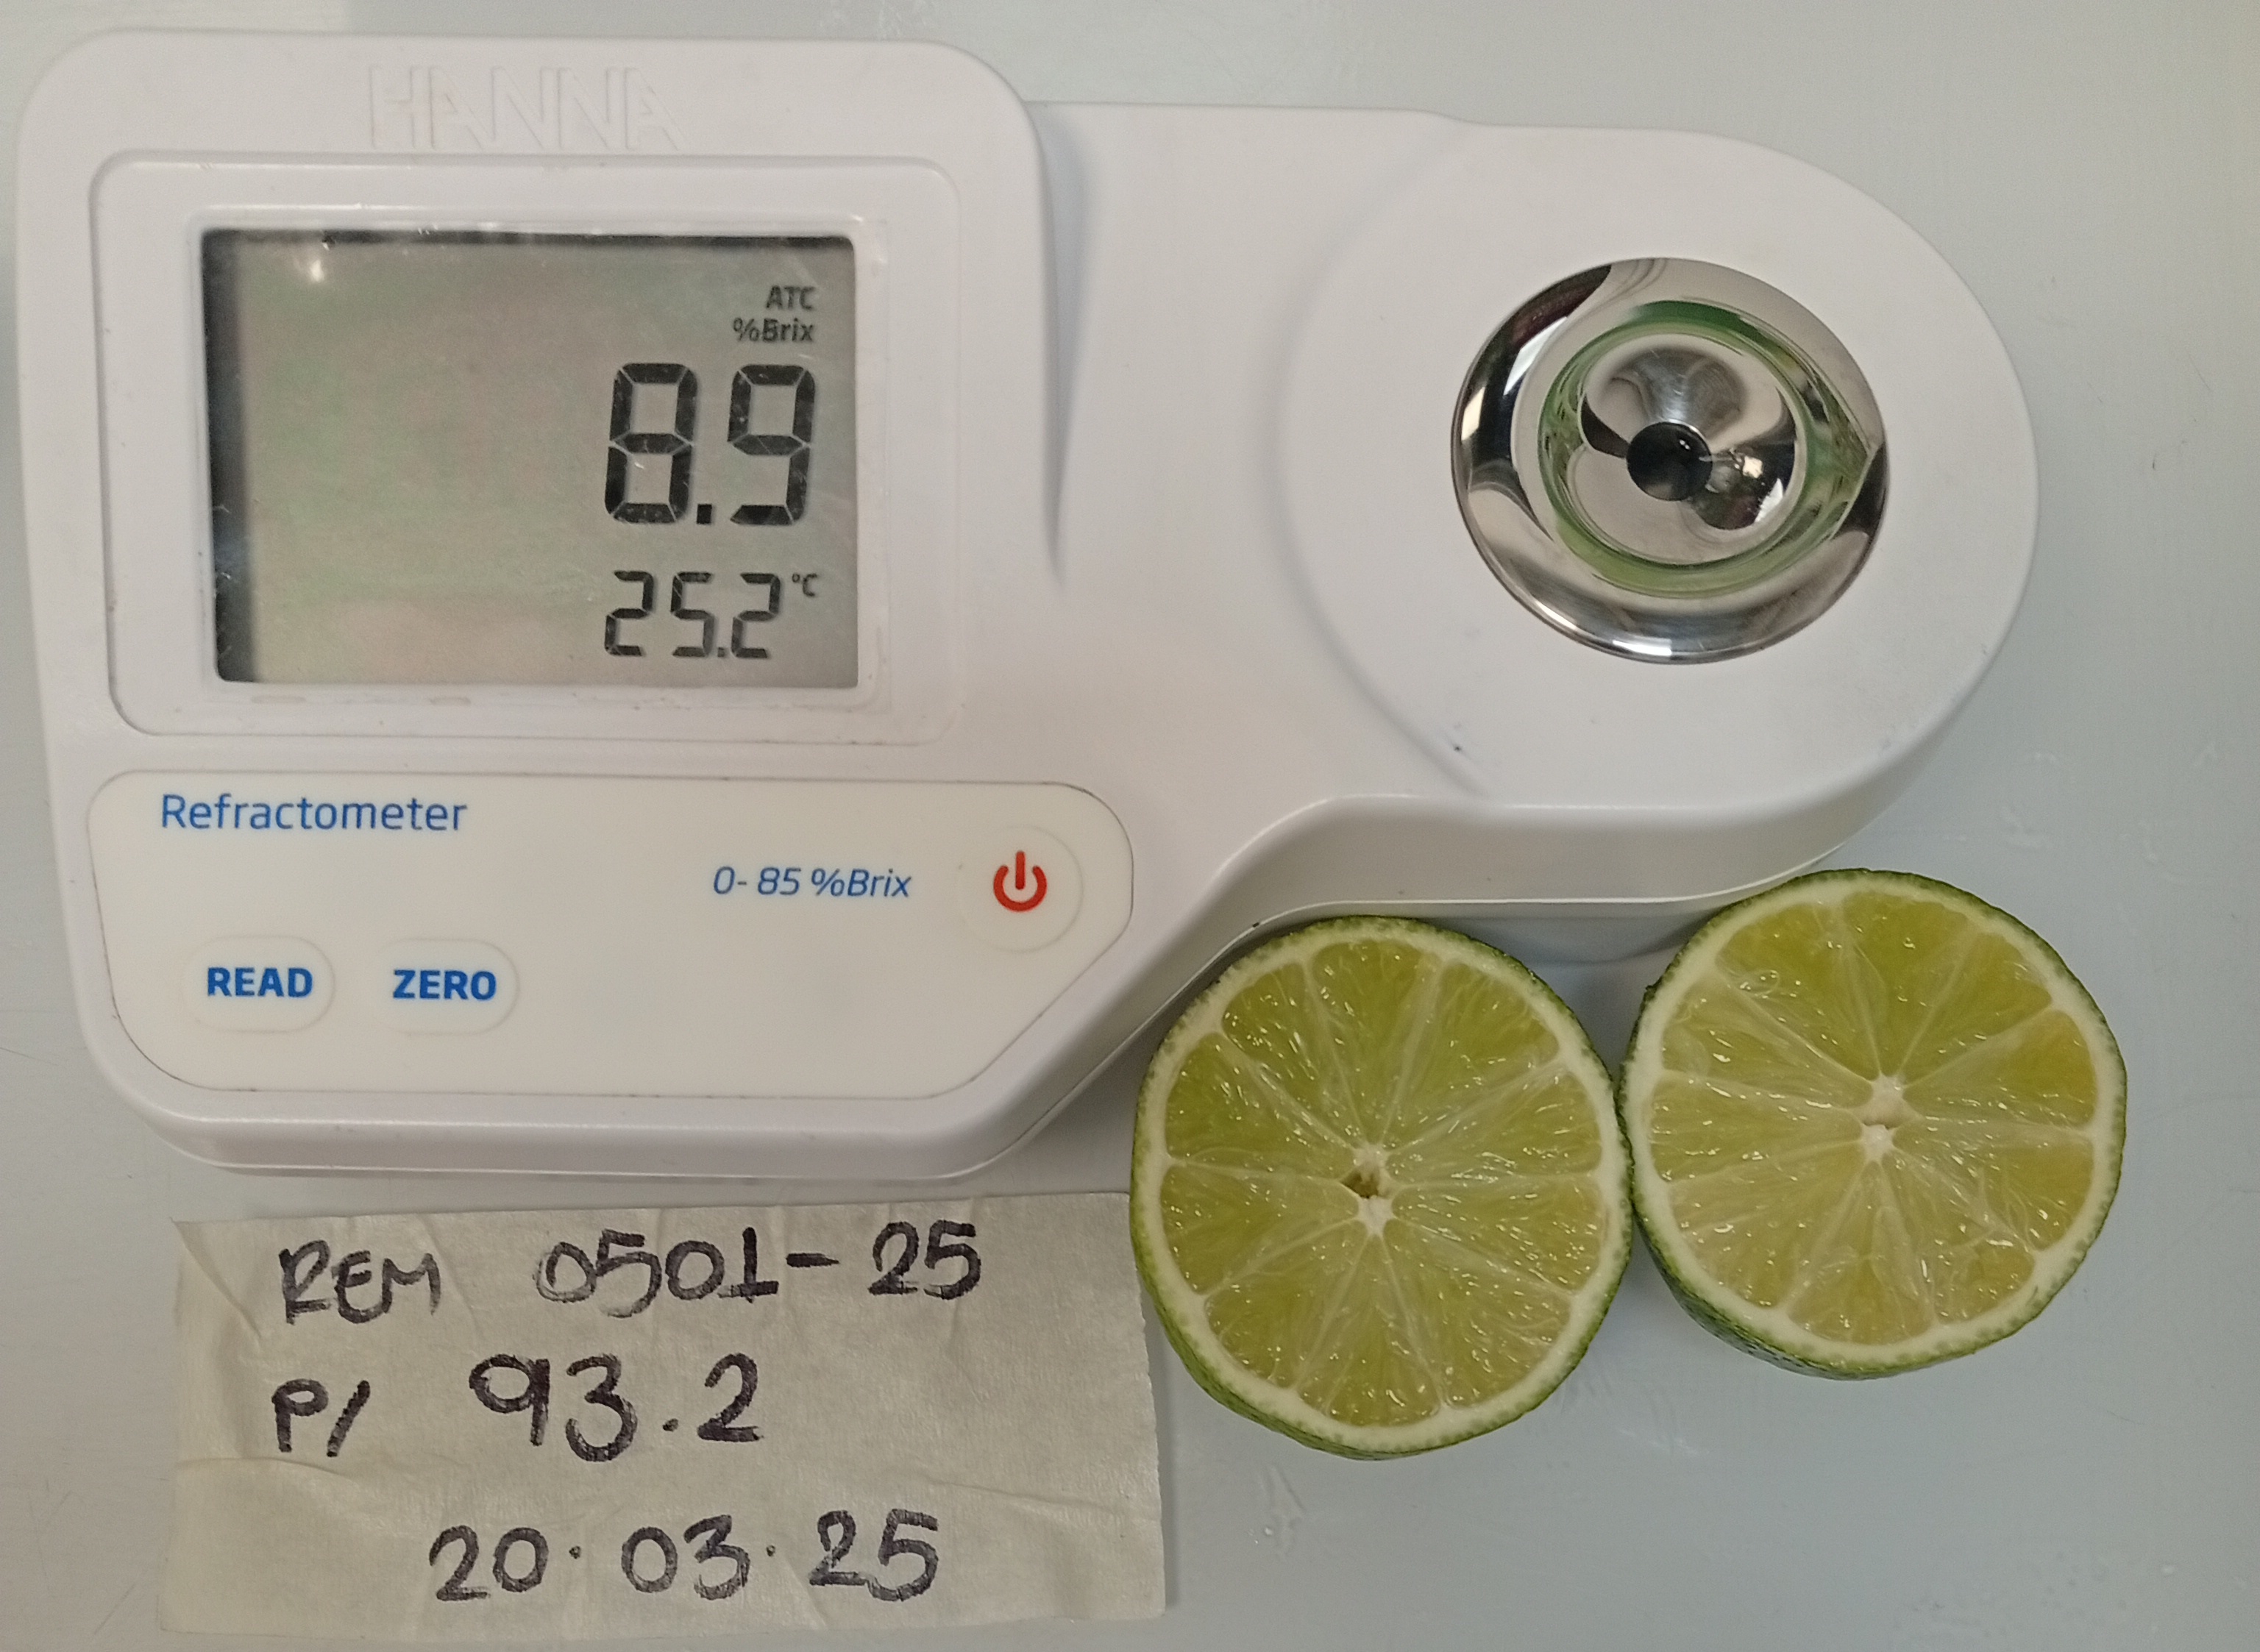 HANNA
ATC
%Brix
8.9
25.2 °C
Refractometer
0-85 %Brix
READ ZERO
REM 0501-25
P/ 93.2
20.03.25